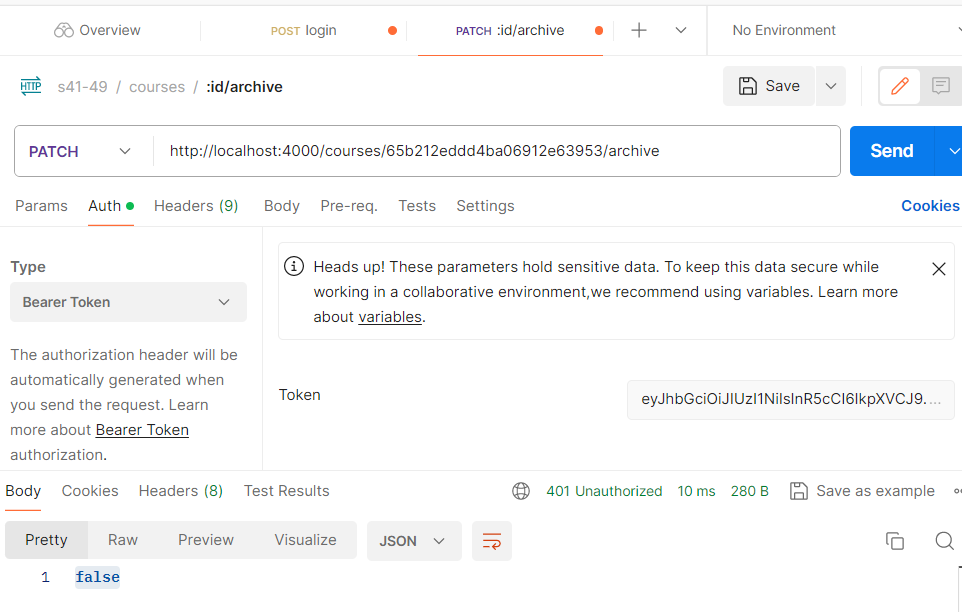 Overview POST login PATCH :id/archive No Environment
HTTP s41-49 / courses / :id/archive Save
PATCH http://localhost:4000/courses/65b212eddd4ba06912e63953/archive Send
Params Auth Headers (9) Body Pre-req. Tests Settings Cookies
Type
Bearer Token
The authorization header will be
automatically generated when
you send the request. Learn
more about Bearer Token
authorization.
Heads up! These parameters hold sensitive data. To keep this data secure while
working in a collaborative environment,we recommend using variables. Learn more
about variables.
Token eyJhbGciOiJIUzI1NiIsInR5cCI6IkpXVCJ9....
Body Cookies Headers (8) Test Results 401 Unauthorized 10 ms 280 B Save as example
Pretty Raw Preview Visualize JSON
1 false